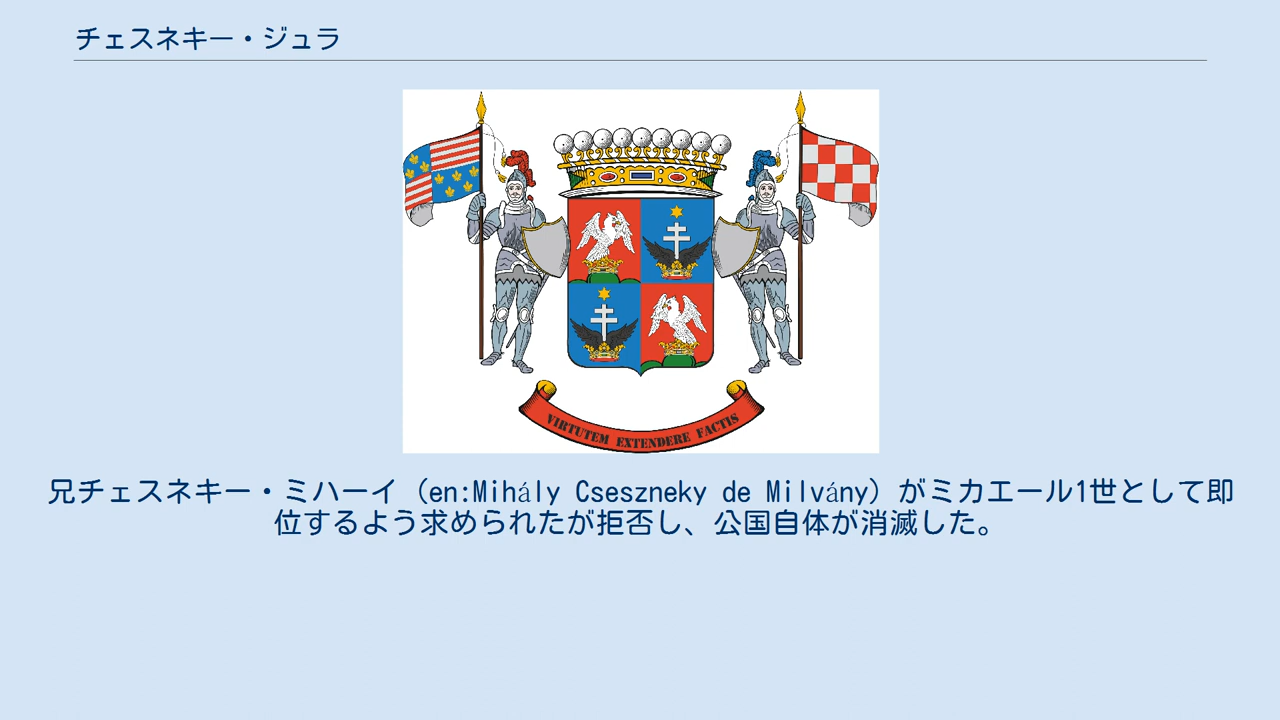 チェスネキー・ジュラ
VIRTUTEM EXTENDERE FACTIS
兄チェスネキー・ミハーイ（en:Mihály Cseszneky de Milvány）がミカエール1世として即
位するよう求められたが拒否し、公国自体が消滅した。